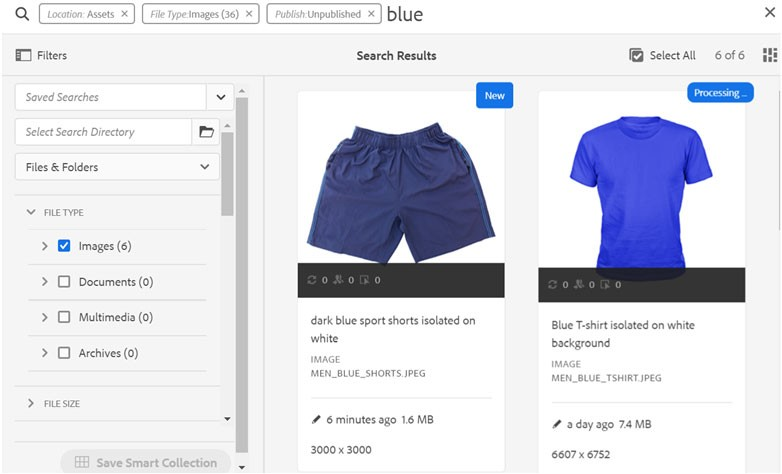 Location: Assets × File Type:Images (36) × Publish:Unpublished × blue ×
Filters Search Results Select All 6 of 6
Saved Searches
Select Search Directory
Files & Folders
FILE TYPE
Images (6)
Documents (0)
Multimedia (0)
Archives (0)
FILE SIZE
Save Smart Collection
New
0 0 0
dark blue sport shorts isolated on
white
IMAGE
MEN_BLUE_SHORTS.JPEG
6 minutes ago 1.6 MB
3000 x 3000
Processing ...
0 0 0
Blue T-shirt isolated on white
background
IMAGE
MEN_BLUE_TSHIRT.JPEG
a day ago 7.4 MB
6607 x 6752